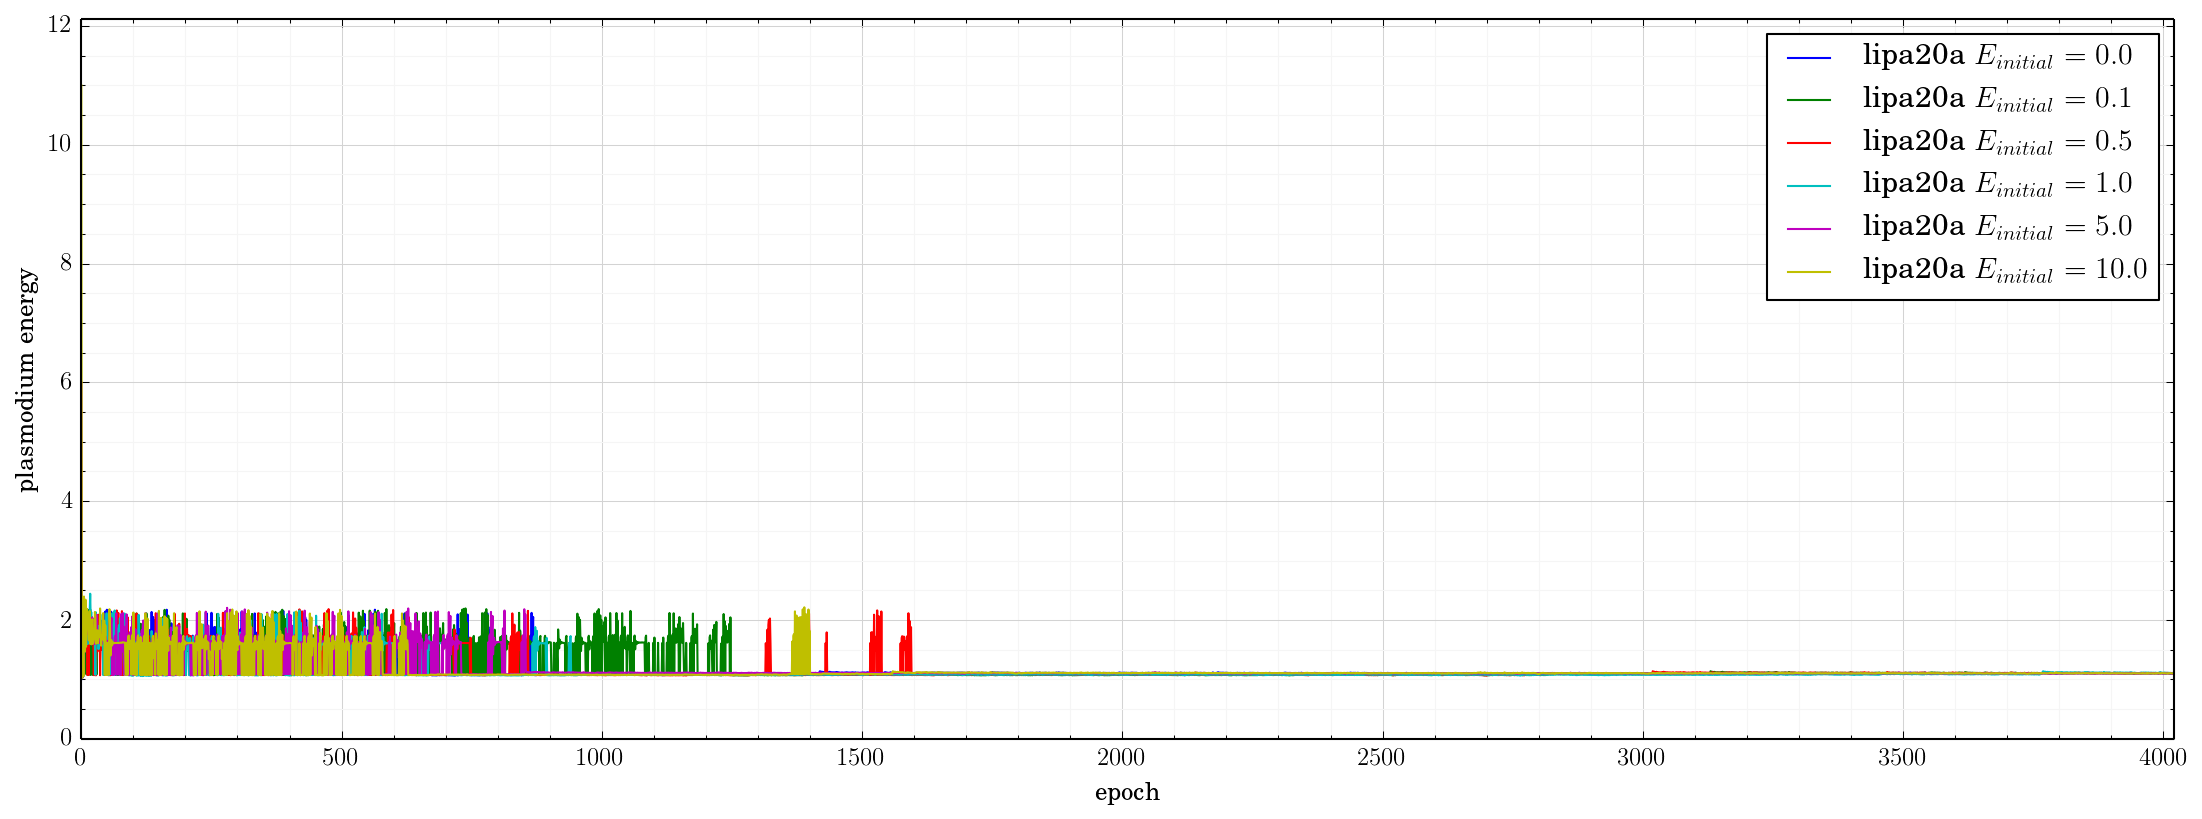 12
10
8
6
4
2
0
plasmodium energy
0 500 1000 1500 2000 2500 3000 3500 4000
epoch
lipa20a E_initial = 0.0
lipa20a E_initial = 0.1
lipa20a E_initial = 0.5
lipa20a E_initial = 1.0
lipa20a E_initial = 5.0
lipa20a E_initial = 10.0